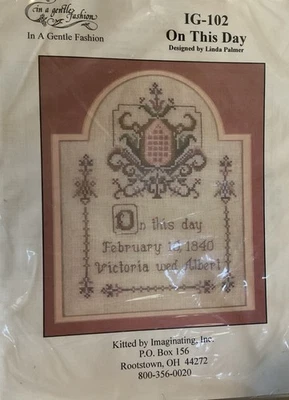 in a gentle
fashion
In A Gentle Fashion
IG-102
On This Day
Designed by Linda Palmer
On this day
February 10, 1840
Victoria wed Albert
Kitted by Imaginating, Inc.
P.O. Box 156
Rootstown, OH 44272
800-356-0020